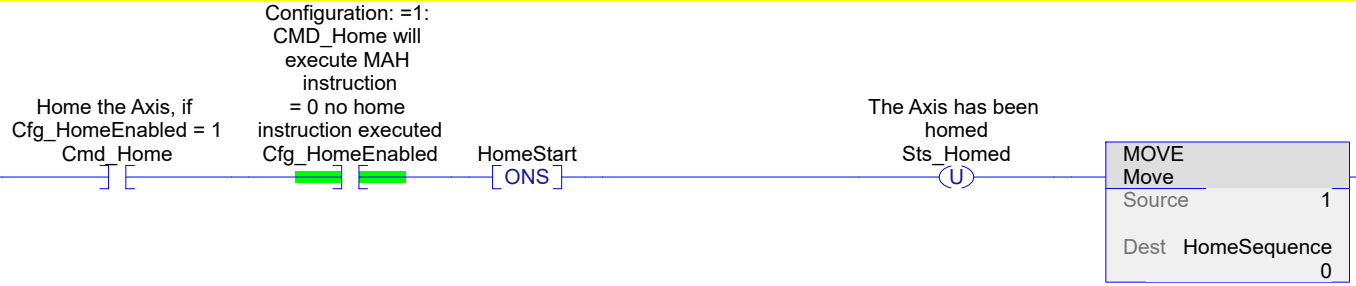 Configuration: =1:
CMD_Home will
execute MAH
instruction
= 0 no home
instruction executed
Cfg_HomeEnabled
Home the Axis, if
Cfg_HomeEnabled = 1
Cmd_Home
HomeStart
ONS
The Axis has been
homed
Sts_Homed
U
MOVE
Move
Source 1
Dest HomeSequence
0